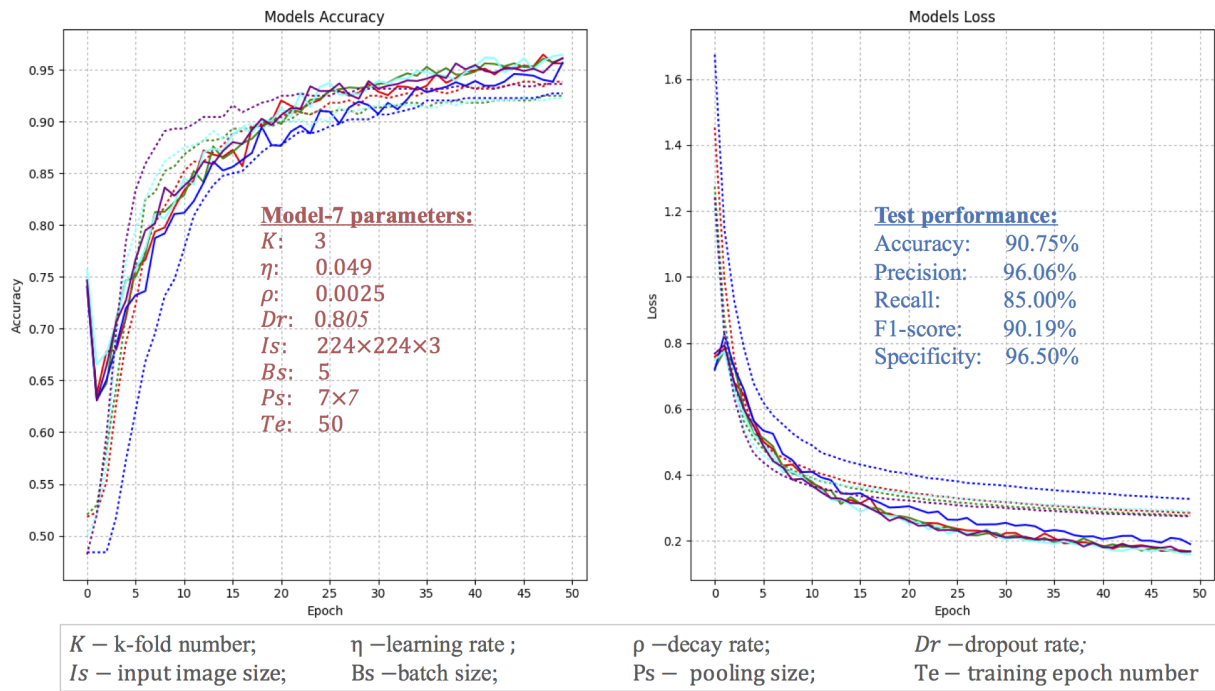 Models Accuracy
0.95
0.90
0.85
0.80
0.75
0.70
0.65
0.60
0.55
0.50
Accuracy
0 5 10 15 20 25 30 35 40 45 50
Epoch
Model-7 parameters:
K: 3
η: 0.049
ρ: 0.0025
Dr: 0.805
Is: 224×224×3
Bs: 5
Ps: 7×7
Te: 50
Models Loss
1.6
1.4
1.2
1.0
0.8
0.6
0.4
0.2
Loss
0 5 10 15 20 25 30 35 40 45 50
Epoch
Test performance:
Accuracy: 90.75%
Precision: 96.06%
Recall: 85.00%
F1-score: 90.19%
Specificity: 96.50%
K – k-fold number; η –learning rate ; ρ –decay rate; Dr –dropout rate;
Is – input image size; Bs –batch size; Ps – pooling size; Te – training epoch number